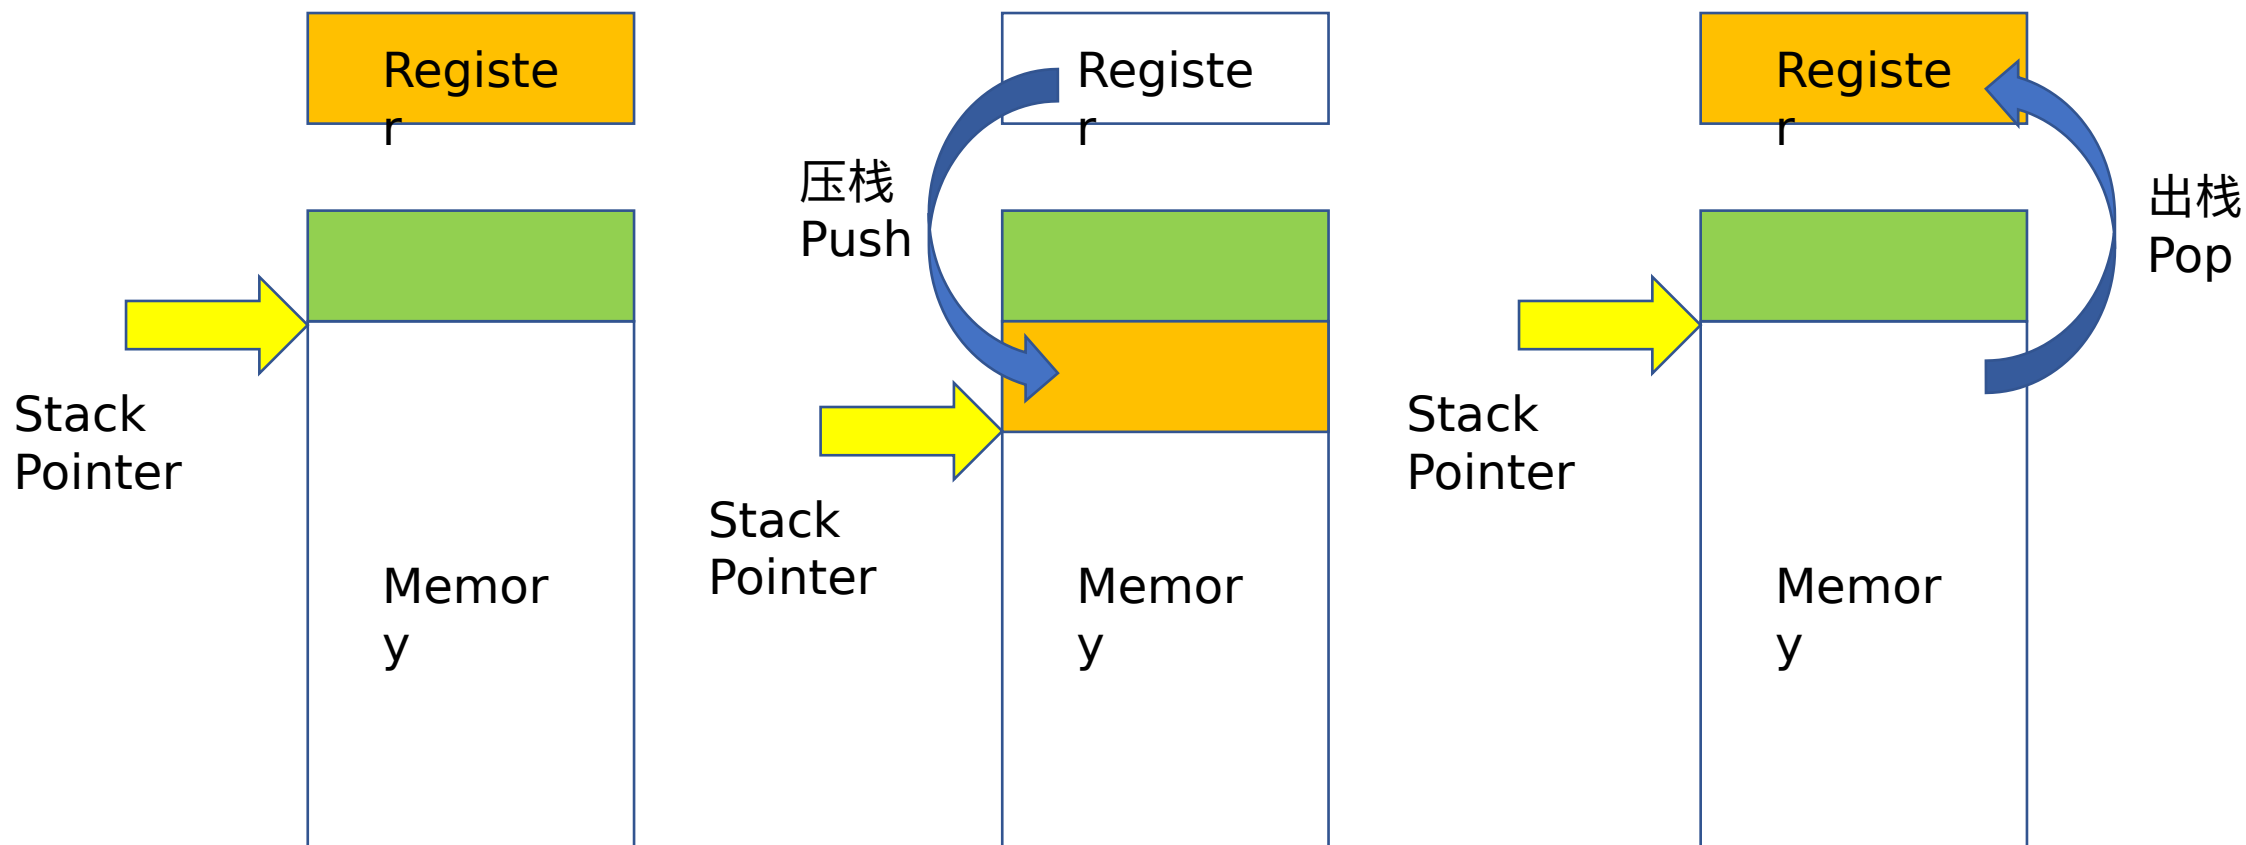 Registe
r
Stack
Pointer
Memor
y
Registe
r
压栈
Push
Stack
Pointer
Memor
y
Registe
r
出栈
Pop
Stack
Pointer
Memor
y